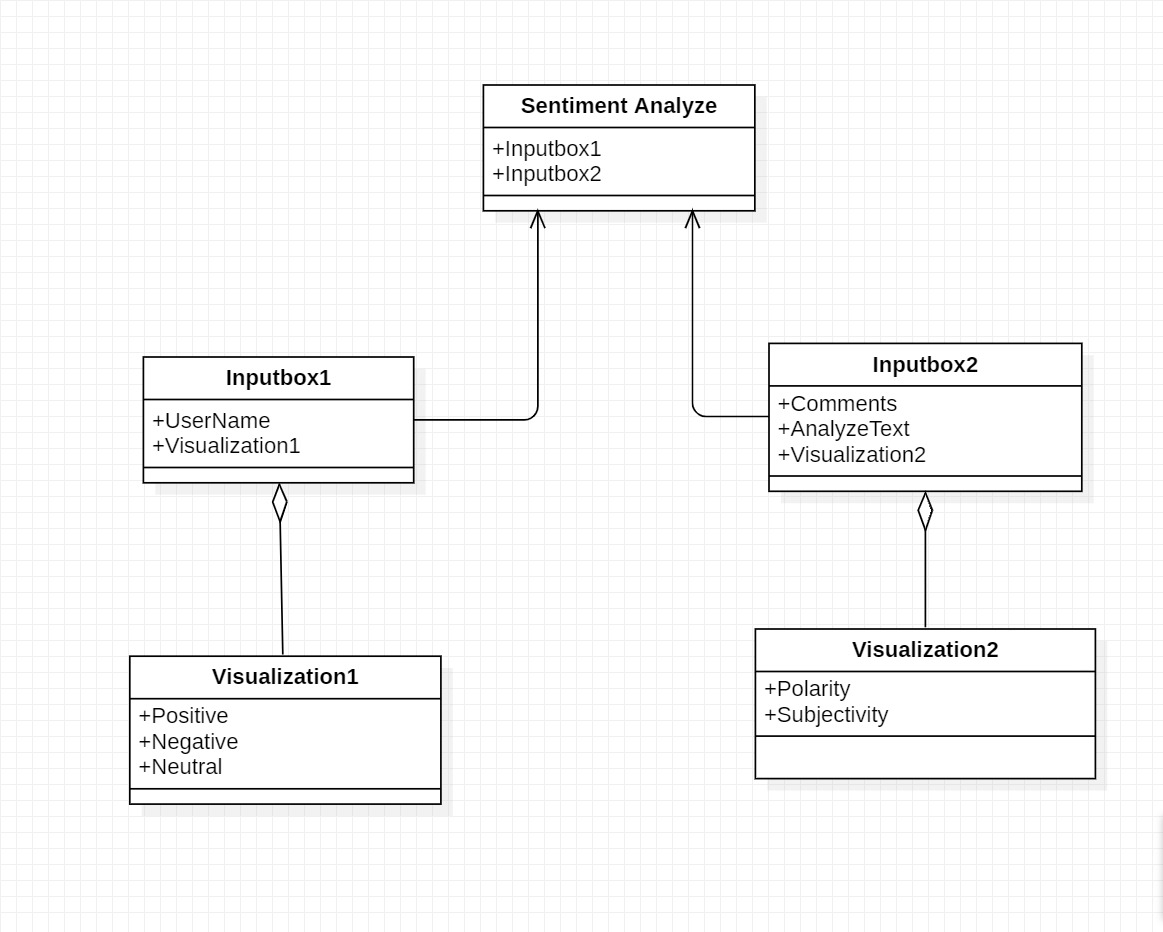 Sentiment Analyze
+Inputbox1
+Inputbox2
Inputbox1
+UserName
+Visualization1
Inputbox2
+Comments
+AnalyzeText
+Visualization2
Visualization1
+Positive
+Negative
+Neutral
Visualization2
+Polarity
+Subjectivity